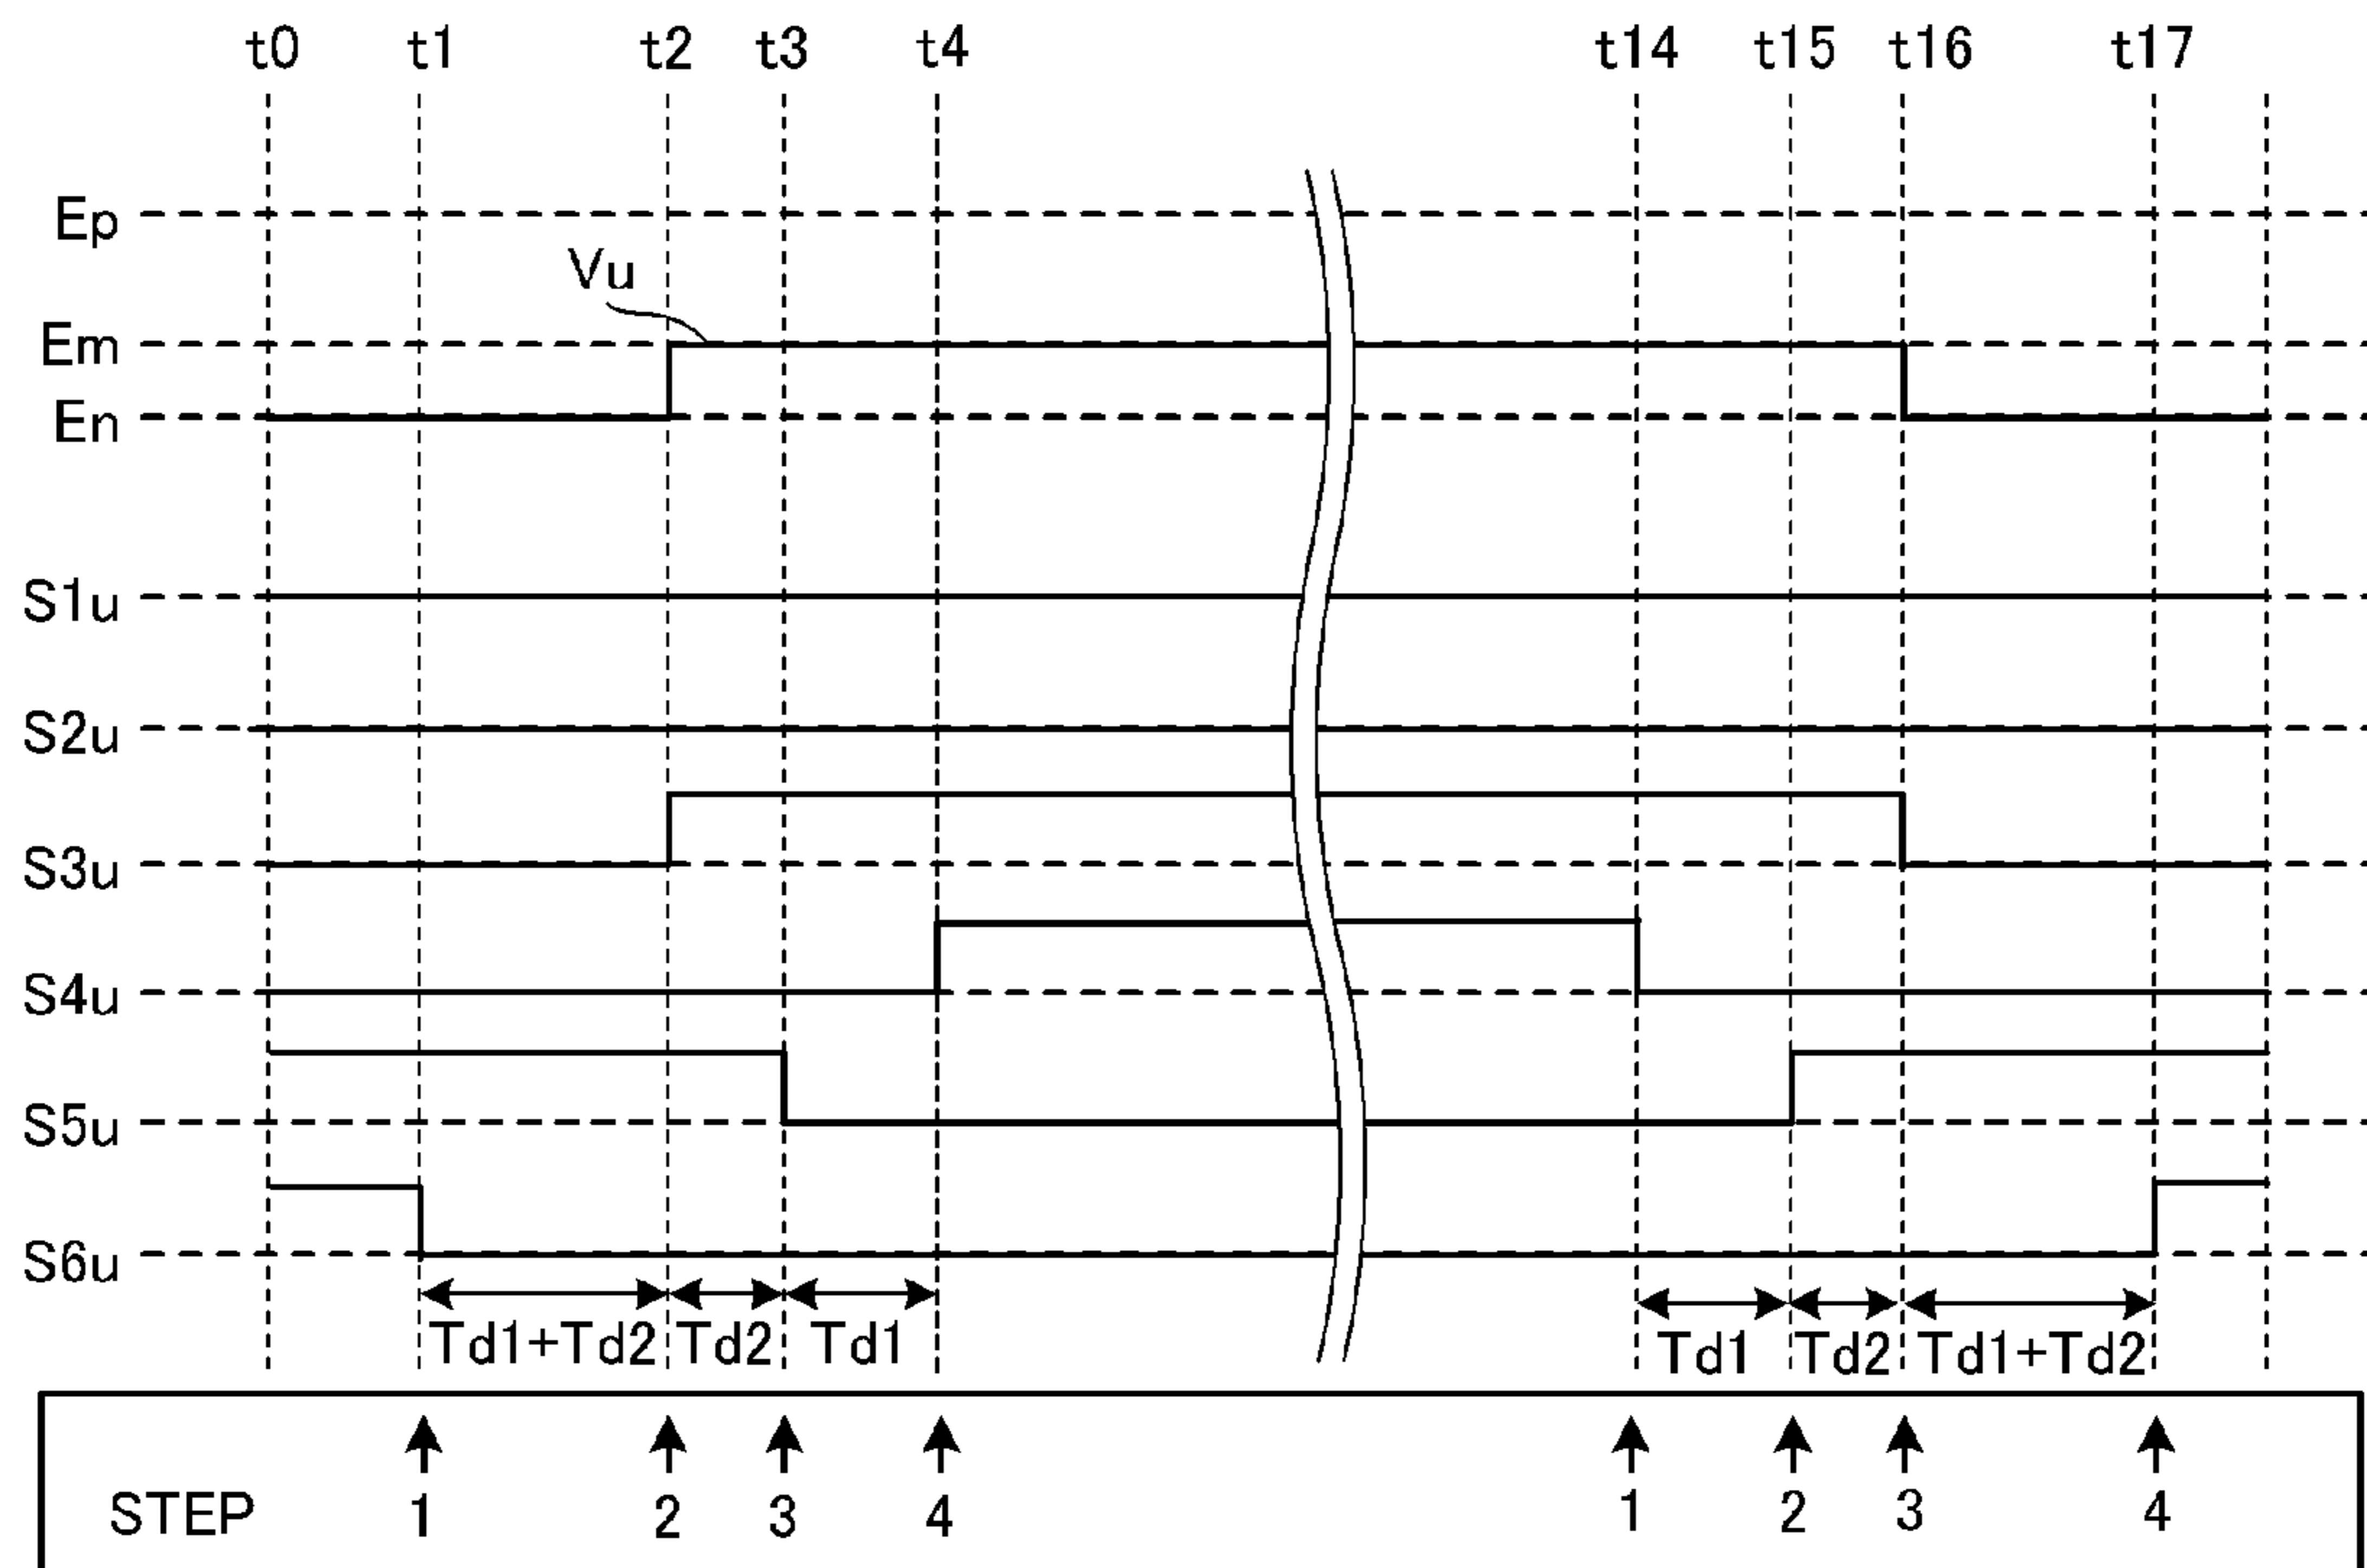 t0 t1 t2 t3 t4 t14 t15 t16 t17
Ep
Vu
Em
En
S1u
S2u
S3u
S4u
S5u
S6u
Td1+Td2 Td2 Td1 Td1 Td2 Td1+Td2
STEP 1 2 3 4 1 2 3 4